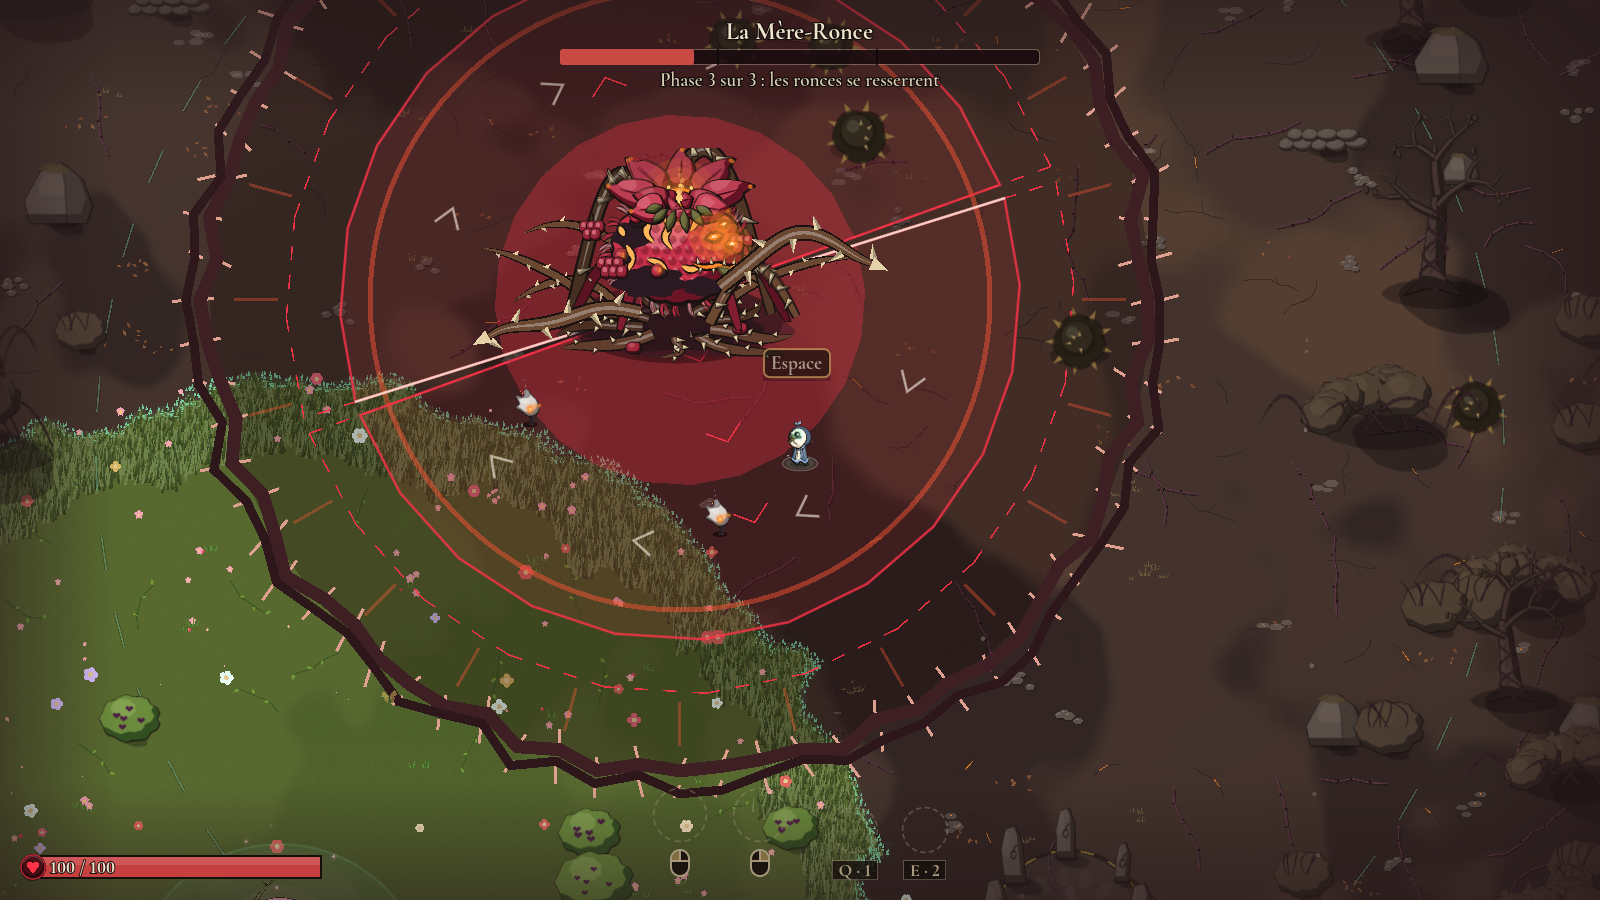 La Mère-Ronce
Phase 3 sur 3 : les ronces se resserrent
Espace
100 / 100
Q · 1
E · 2